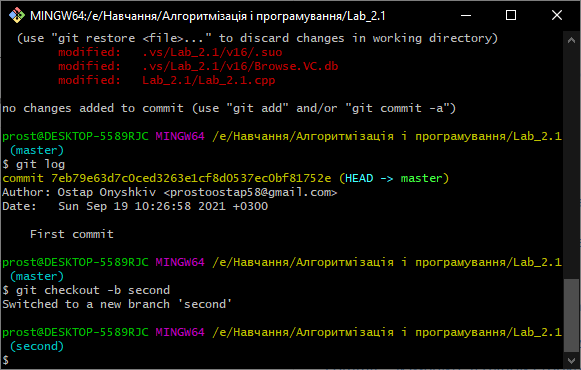 MINGW64:/e/Навчання/Алгоритмізація і програмування/Lab_2.1
(use "git restore <file>..." to discard changes in working directory)
modified:   .vs/Lab_2.1/v16/.suo
modified:   .vs/Lab_2.1/v16/Browse.VC.db
modified:   Lab_2.1/Lab_2.1.cpp
no changes added to commit (use "git add" and/or "git commit -a")
prost@DESKTOP-5589RJC MINGW64 /e/Навчання/Алгоритмізація і програмування/Lab_2.1
(master)
$ git log
commit 7eb79e63d7c0ced3263e1cf8d0537ec0bf81752e (HEAD -> master)
Author: Ostap Onyshkiv <prostoostap58@gmail.com>
Date:   Sun Sep 19 10:26:58 2021 +0300
First commit
prost@DESKTOP-5589RJC MINGW64 /e/Навчання/Алгоритмізація і програмування/Lab_2.1
(master)
$ git checkout -b second
Switched to a new branch 'second'
prost@DESKTOP-5589RJC MINGW64 /e/Навчання/Алгоритмізація і програмування/Lab_2.1
(second)
$